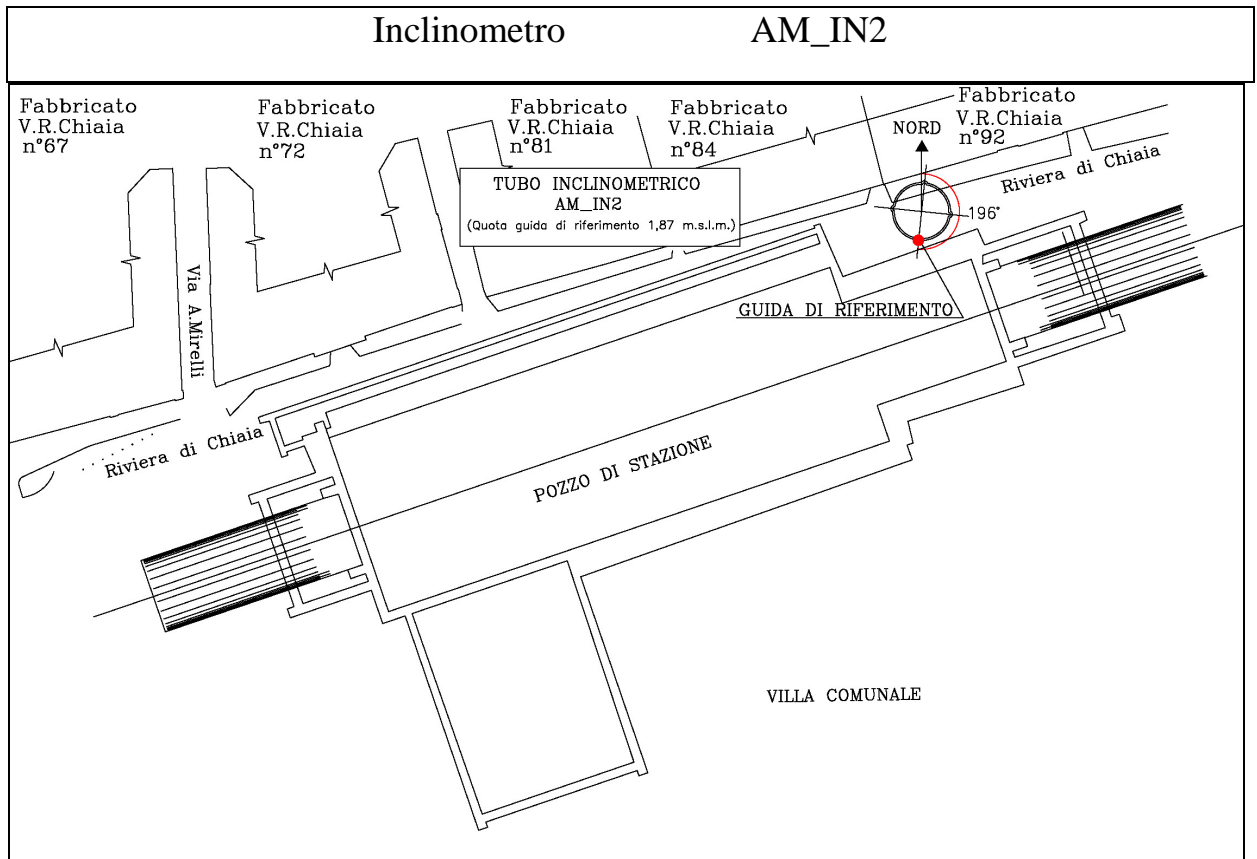 Inclinometro AM_IN2
Fabbricato
V.R.Chiaia
n°67
Fabbricato
V.R.Chiaia
n°72
Fabbricato
V.R.Chiaia
n°81
Fabbricato
V.R.Chiaia
n°84
Fabbricato
V.R.Chiaia
n°92
NORD
Riviera di Chiaia
TUBO INCLINOMETRICO
AM_IN2
(Quota guida di riferimento 1,87 m.s.l.m.)
196°
GUIDA DI RIFERIMENTO
Via A.Mirelli
Riviera di Chiaia
POZZO DI STAZIONE
VILLA COMUNALE